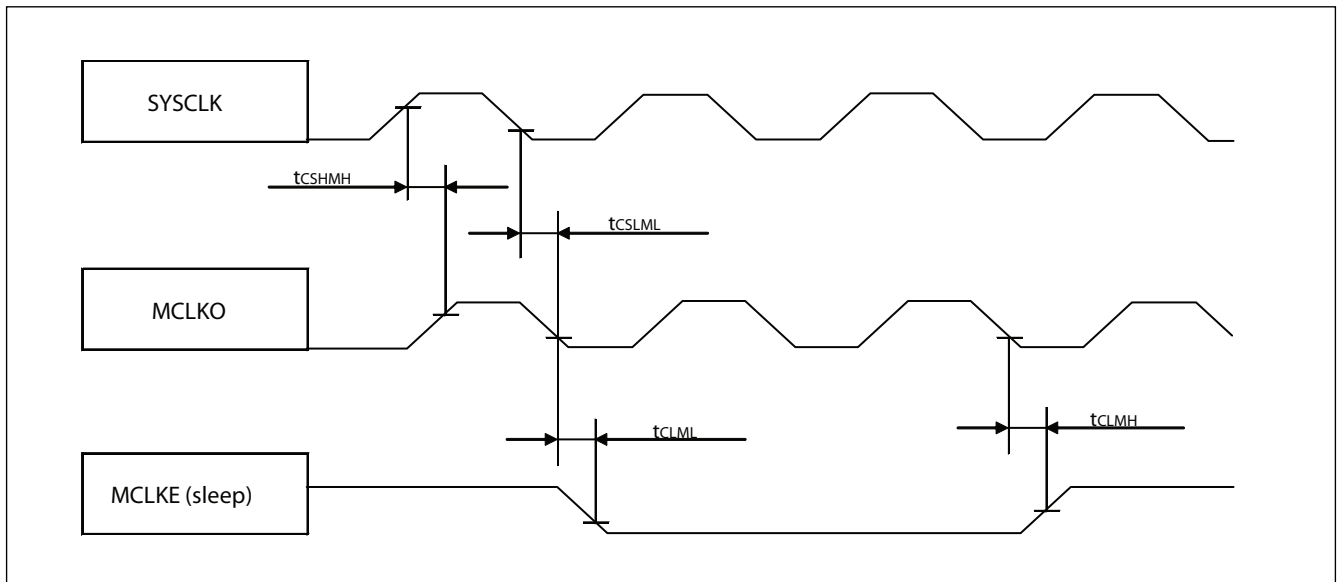 SYSCLK
tCSHMH
tCSLML
MCLKO
tCLML
tCLMH
MCLKE (sleep)